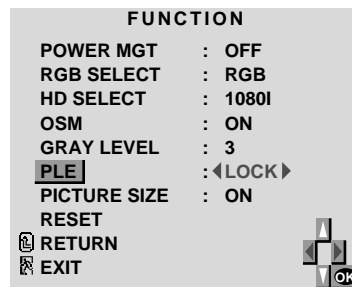 FUNCTION
POWER MGT : OFF
RGB SELECT : RGB
HD SELECT : 1080I
OSM : ON
GRAY LEVEL : 3
PLE : LOCK
PICTURE SIZE : ON
RESET
RETURN
EXIT
OK